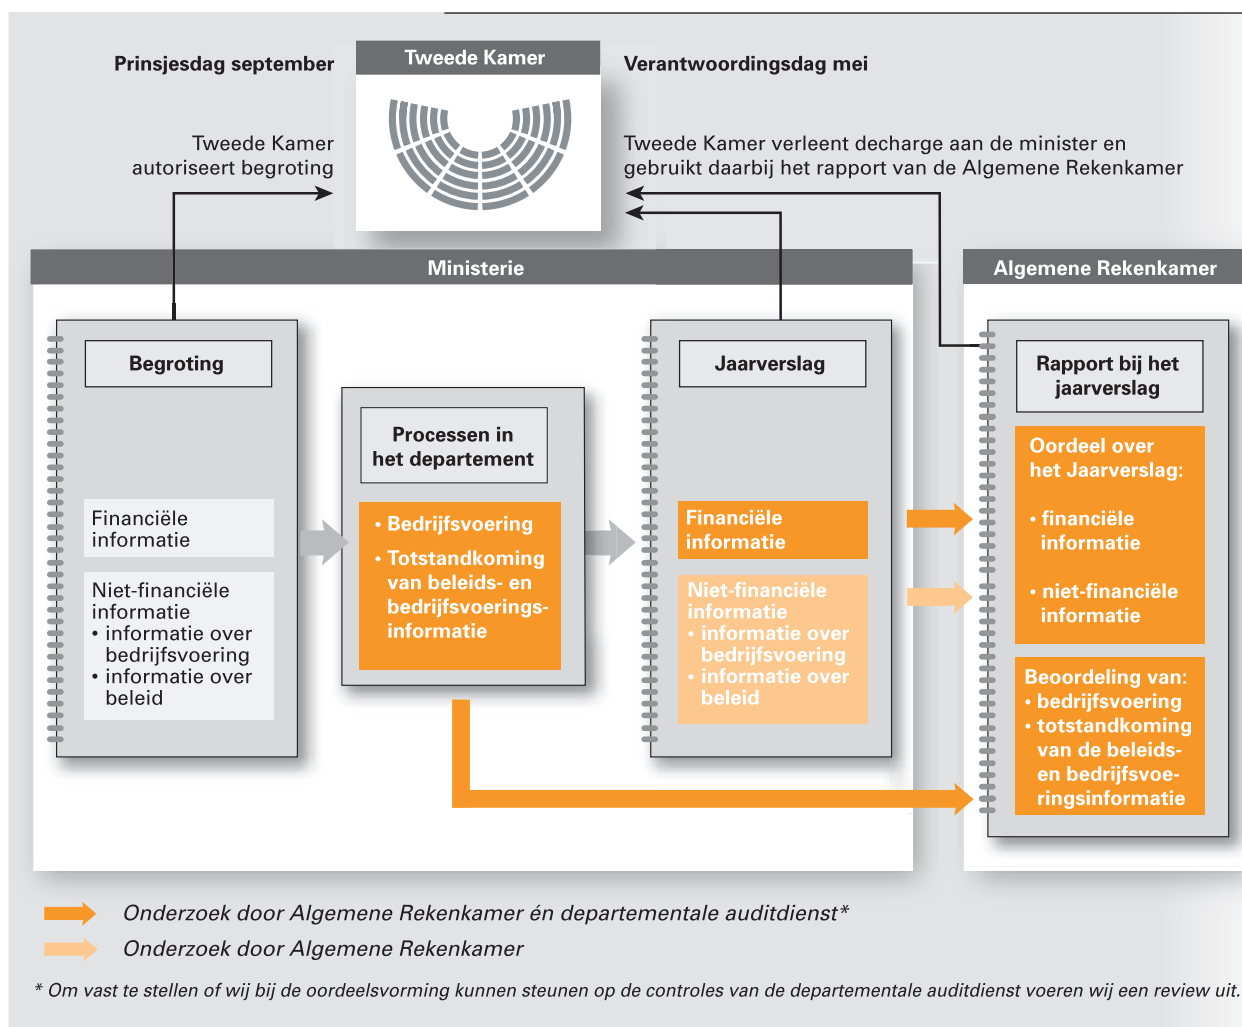 Prinsjesdag september
Tweede Kamer
Verantwoordingsdag mei
Tweede Kamer
autoriseert begroting
Tweede Kamer verleent decharge aan de minister en
gebruikt daarbij het rapport van de Algemene Rekenkamer
Ministerie
Algemene Rekenkamer
Begroting
Financiële
informatie
Niet-financiële
informatie
• informatie over
bedrijfsvoering
• informatie over
beleid
Processen in
het departement
• Bedrijfsvoering
• Totstandkoming
van beleids- en
bedrijfsvoerings-
informatie
Jaarverslag
Financiële
informatie
Niet-financiële
informatie
• informatie over
bedrijfsvoering
• informatie over
beleid
Rapport bij het
jaarverslag
Oordeel over
het Jaarverslag:
• financiële
informatie
• niet-financiële
informatie
Beoordeling van:
• bedrijfsvoering
• totstandkoming
van de beleids-
en bedrijfsvoe-
ringsinformatie
Onderzoek door Algemene Rekenkamer én departementale auditdienst*
Onderzoek door Algemene Rekenkamer
* Om vast te stellen of wij bij de oordeelsvorming kunnen steunen op de controles van de departementale auditdienst voeren wij een review uit.